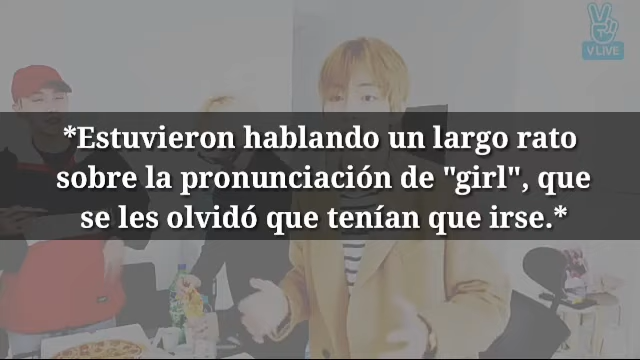 V LIVE
*Estuvieron hablando un largo rato
sobre la pronunciación de "girl", que
se les olvidó que tenían que irse.*